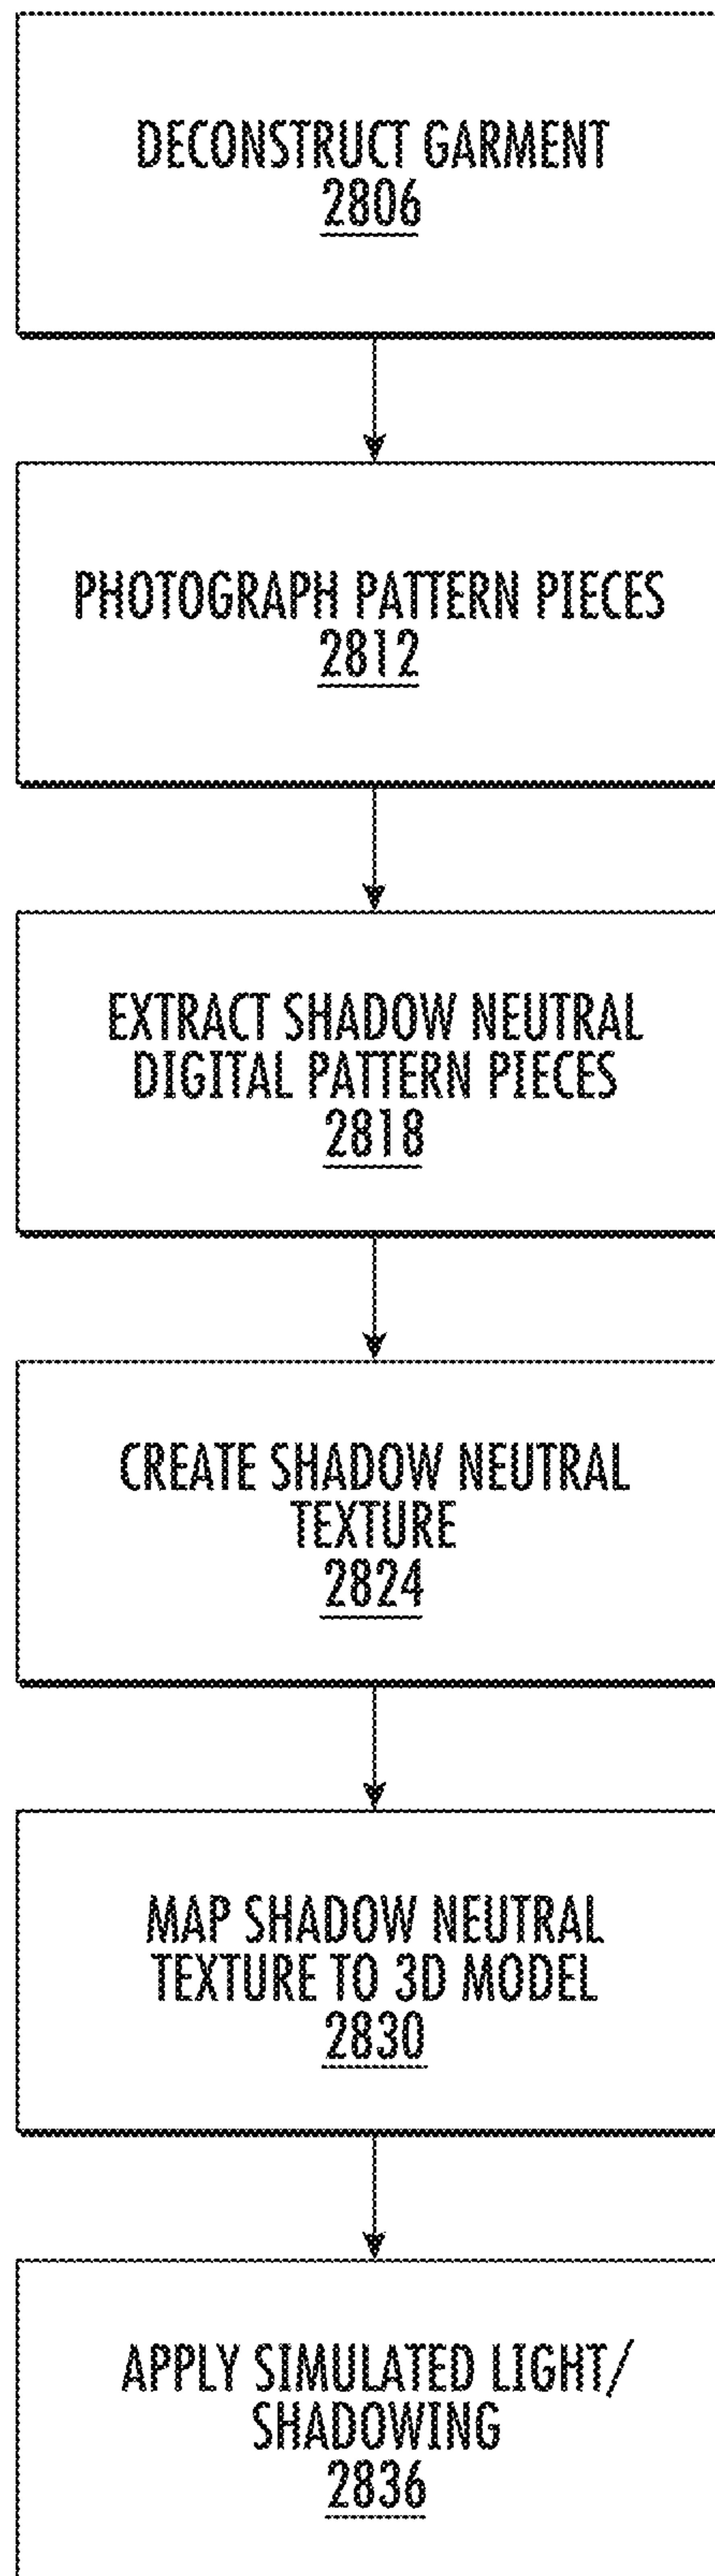 DECONSTRUCT GARMENT
2806
PHOTOGRAPH PATTERN PIECES
2812
EXTRACT SHADOW NEUTRAL
DIGITAL PATTERN PIECES
2818
CREATE SHADOW NEUTRAL
TEXTURE
2824
MAP SHADOW NEUTRAL
TEXTURE TO 3D MODEL
2830
APPLY SIMULATED LIGHT/
SHADOWING
2836